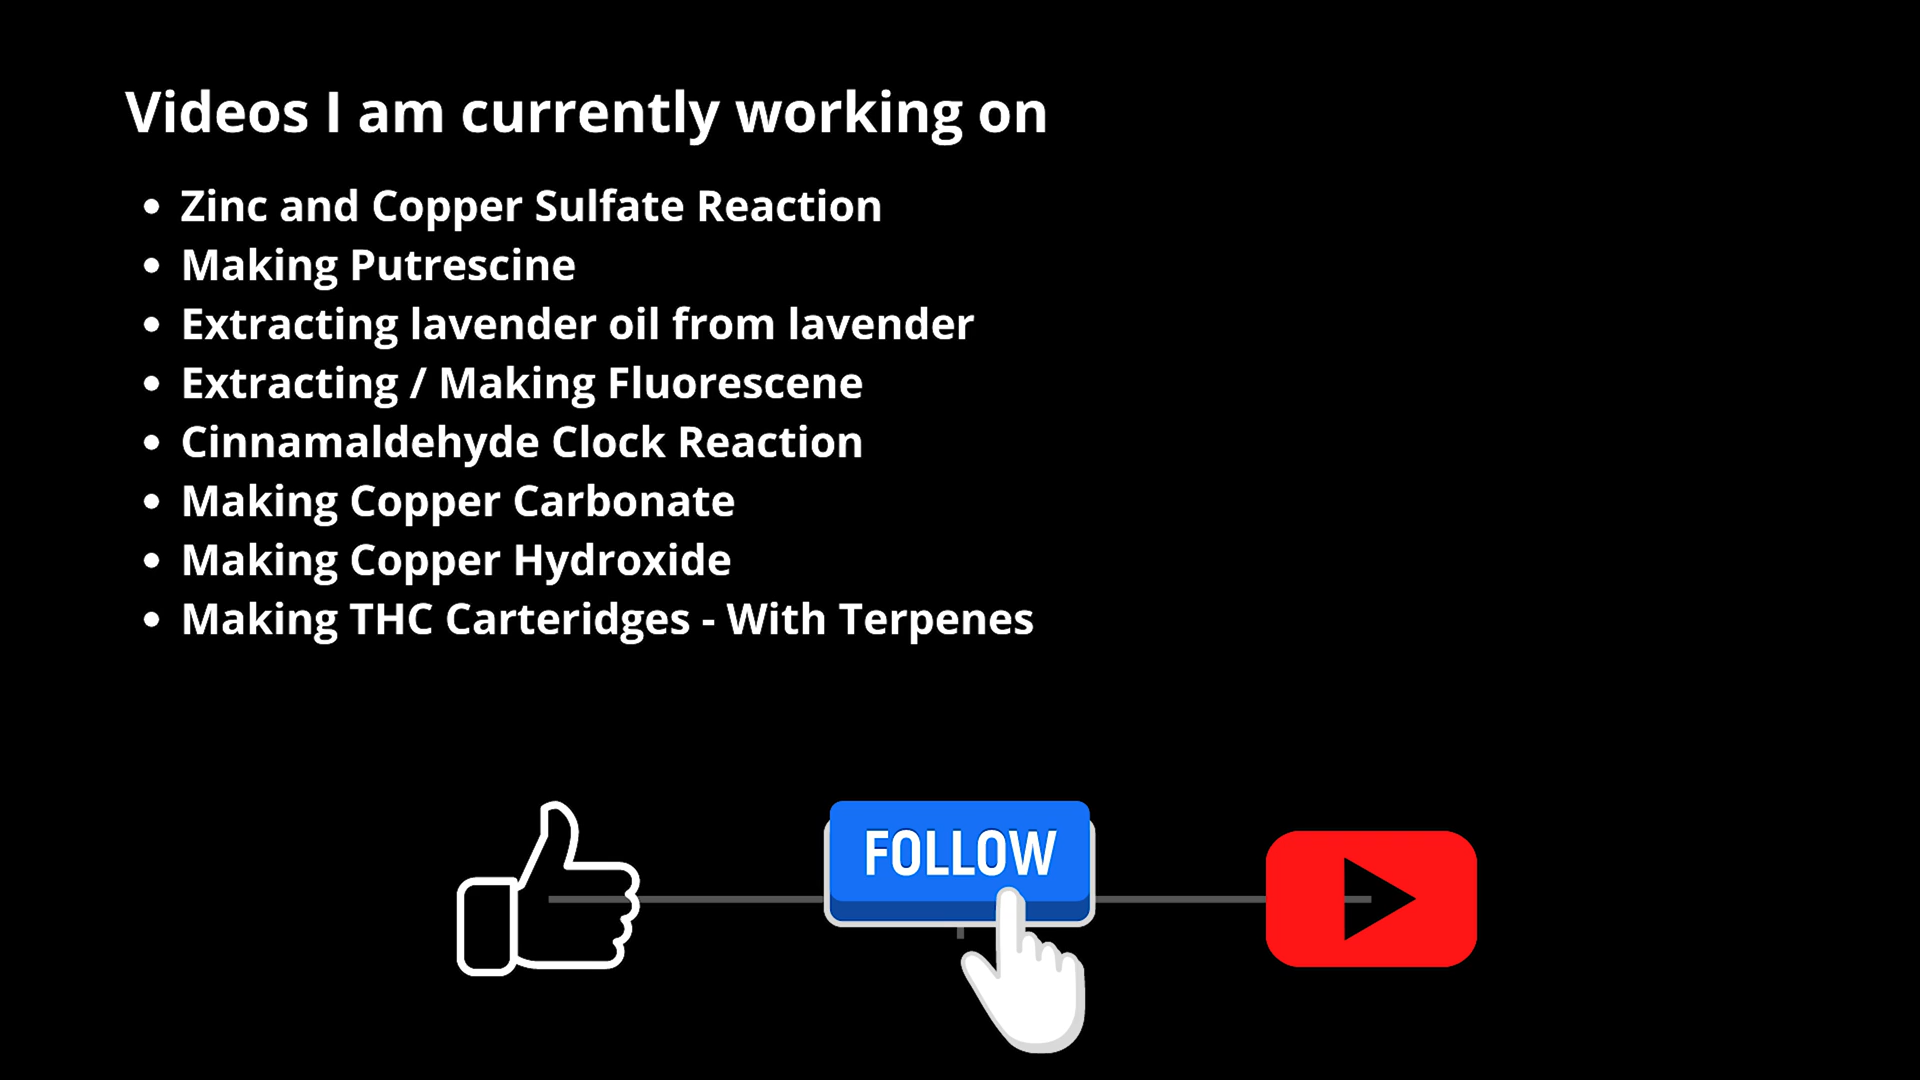 Videos I am currently working on
• Zinc and Copper Sulfate Reaction
• Making Putrescine
• Extracting lavender oil from lavender
• Extracting / Making Fluorescene
• Cinnamaldehyde Clock Reaction
• Making Copper Carbonate
• Making Copper Hydroxide
• Making THC Carteridges - With Terpenes
FOLLOW